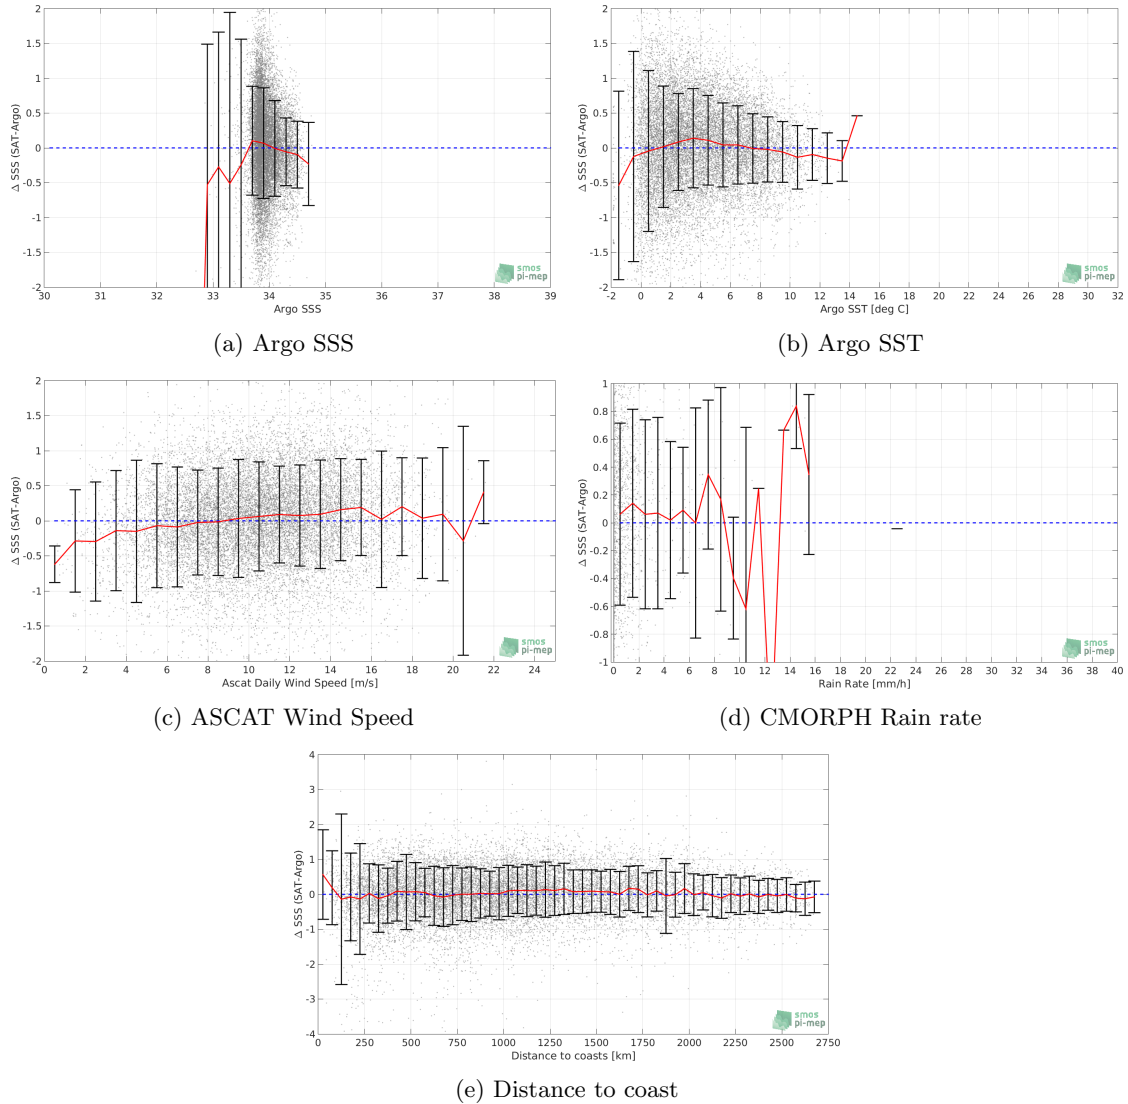 2
1.5
1
0.5
0
-0.5
-1
-1.5
-2
Δ SSS (SAT-Argo)
30 31 32 33 34 35 36 37 38 39
Argo SSS
smos
pi-mep
(a) Argo SSS
2
1.5
1
0.5
0
-0.5
-1
-1.5
-2
Δ SSS (SAT-Argo)
-2 0 2 4 6 8 10 12 14 16 18 20 22 24 26 28 30 32
Argo SST [deg C]
smos
pi-mep
(b) Argo SST
2
1.5
1
0.5
0
-0.5
-1
-1.5
-2
Δ SSS (SAT-Argo)
0 2 4 6 8 10 12 14 16 18 20 22 24
Ascat Daily Wind Speed [m/s]
smos
pi-mep
(c) ASCAT Wind Speed
1
0.8
0.6
0.4
0.2
0
-0.2
-0.4
-0.6
-0.8
-1
Δ SSS (SAT-Argo)
0 2 4 6 8 10 12 14 16 18 20 22 24 26 28 30 32 34 36 38 40
Rain Rate [mm/h]
smos
pi-mep
(d) CMORPH Rain rate
4
3
2
1
0
-1
-2
-3
-4
Δ SSS (SAT-Argo)
0 250 500 750 1000 1250 1500 1750 2000 2250 2500 2750
Distance to coasts [km]
smos
pi-mep
(e) Distance to coast